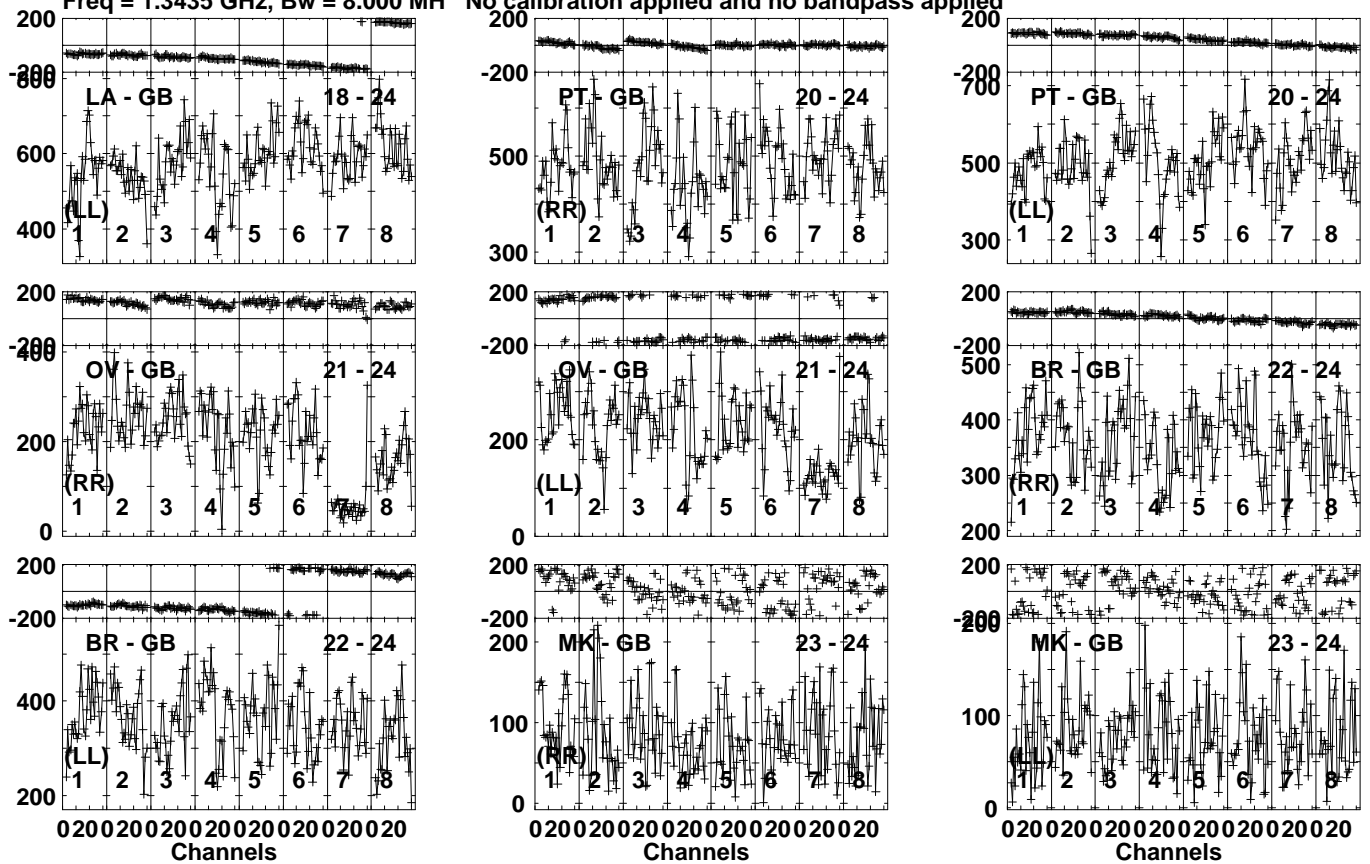 Freq = 1.3435 GHz, Bw = 8.000 MH No calibration applied and no bandpass applied
200
-200
800
600
400
LA - GB 18 - 24
(LL)
1 2 3 4 5 6 7 8
200
-200
500
300
PT - GB 20 - 24
(RR)
1 2 3 4 5 6 7 8
200
-200
700
500
300
PT - GB 20 - 24
(LL)
1 2 3 4 5 6 7 8
200
-200
400
200
0
OV - GB 21 - 24
(RR)
1 2 3 4 5 6 7 8
200
-200
200
0
OV - GB 21 - 24
(LL)
1 2 3 4 5 6 7 8
200
-200
500
400
300
200
BR - GB 22 - 24
(RR)
1 2 3 4 5 6 7 8
200
-200
400
200
BR - GB 22 - 24
(LL)
1 2 3 4 5 6 7 8
0 20 0 20 0 20 0 20 0 20 0 20 0 20 0 20
Channels
200
-200
200
100
0
MK - GB 23 - 24
(RR)
1 2 3 4 5 6 7 8
0 20 0 20 0 20 0 20 0 20 0 20 0 20 0 20
Channels
200
-200
200
100
0
MK - GB 23 - 24
(LL)
1 2 3 4 5 6 7 8
0 20 0 20 0 20 0 20 0 20 0 20 0 20 0 20
Channels